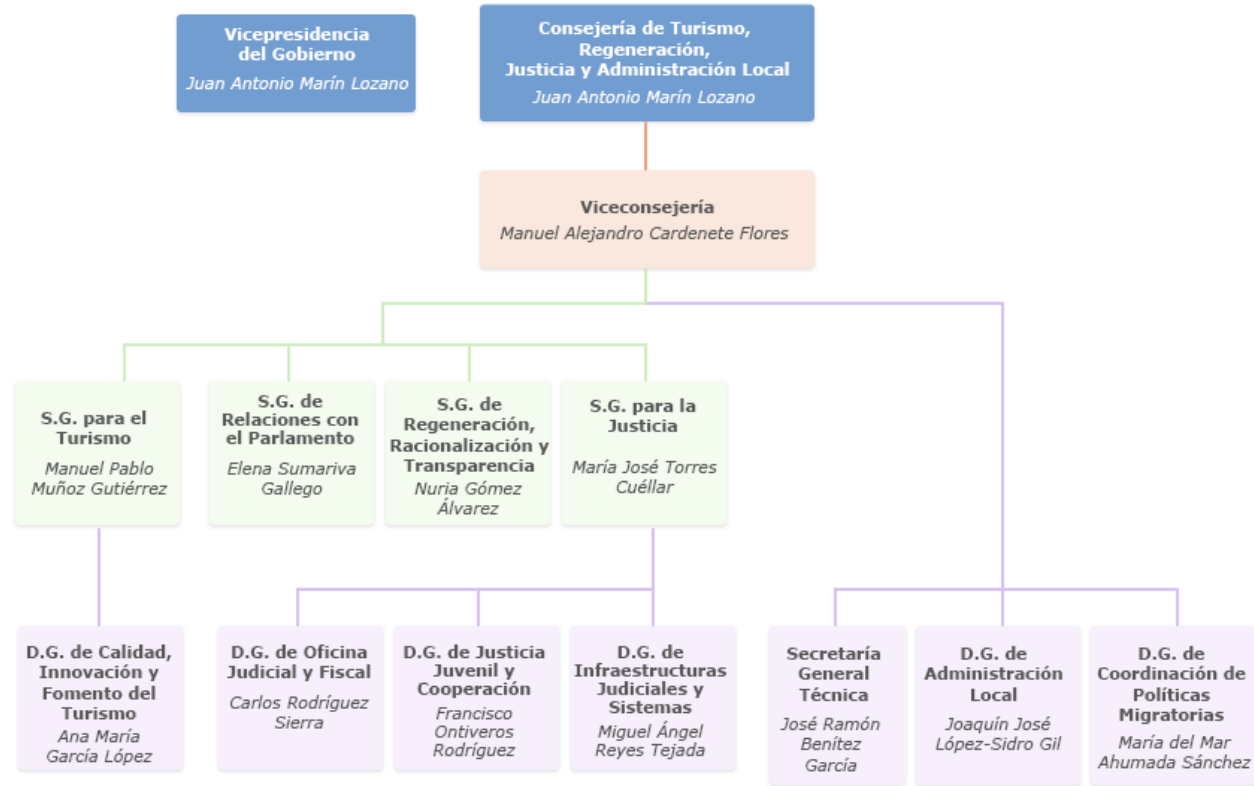 Vicepresidencia
del Gobierno
Juan Antonio Marín Lozano
Consejería de Turismo,
Regeneración,
Justicia y Administración Local
Juan Antonio Marín Lozano
Viceconsejería
Manuel Alejandro Cardenete Flores
S.G. para el
Turismo
Manuel Pablo
Muñoz Gutiérrez
S.G. de
Relaciones con
el Parlamento
Elena Sumariva
Gallego
S.G. de
Regeneración,
Racionalización y
Transparencia
Nuria Gómez
Álvarez
S.G. para la
Justicia
María José Torres
Cuéllar
D.G. de Calidad,
Innovación y
Fomento del
Turismo
Ana María
García López
D.G. de Oficina
Judicial y Fiscal
Carlos Rodríguez
Sierra
D.G. de Justicia
Juvenil y
Cooperación
Francisco
Ontiveros
Rodríguez
D.G. de
Infraestructuras
Judiciales y
Sistemas
Miguel Ángel
Reyes Tejada
Secretaría
General
Técnica
José Ramón
Benítez
García
D.G. de
Administración
Local
Joaquín José
López-Sidro Gil
D.G. de
Coordinación de
Políticas
Migratorias
María del Mar
Ahumada Sánchez